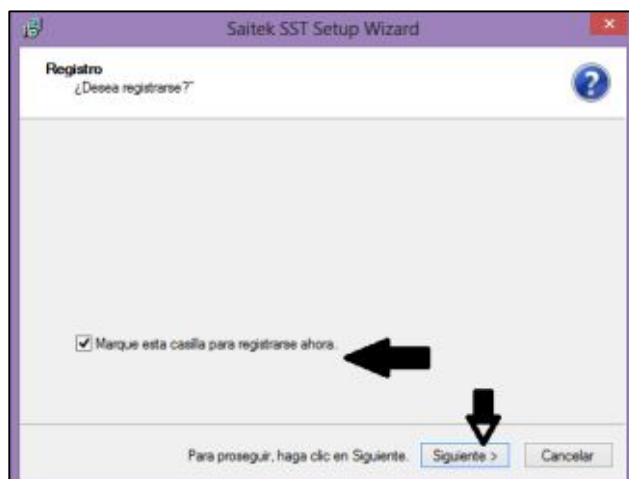 Saitek SST Setup Wizard
Registro
¿Desea registrarse?"
Marque esta casilla para registrarse ahora.
Para proseguir, haga clic en Siguiente. Siguiente > Cancelar